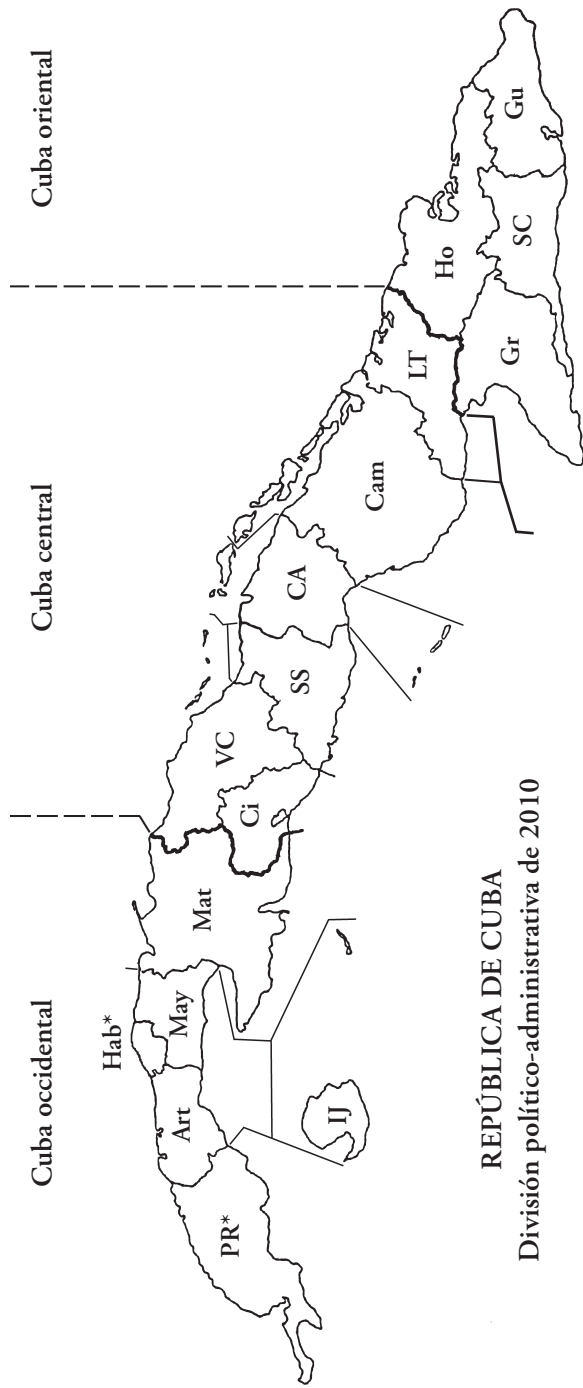 Cuba occidental
Cuba central
Cuba oriental
Hab*
PR*
Art
May
Mat
IJ
VC
Ci
SS
CA
Cam
LT
Ho
Gr
SC
Gu
REPÚBLICA DE CUBA
División político-administrativa de 2010